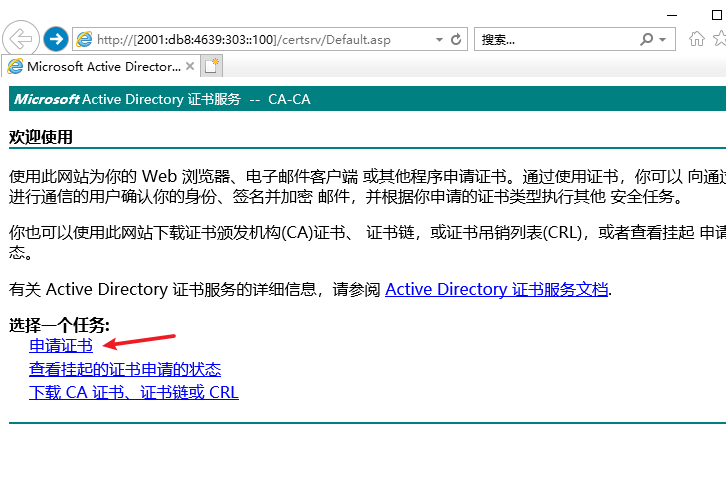 http://[2001:db8:4639:303::100]/certsrv/Default.asp
搜索...
Microsoft Active Director...
Microsoft Active Directory 证书服务 -- CA-CA
欢迎使用
使用此网站为你的 Web 浏览器、电子邮件客户端 或其他程序申请证书。通过使用证书，你可以 向通过
进行通信的用户确认你的身份、签名并加密 邮件，并根据你申请的证书类型执行其他 安全任务。
你也可以使用此网站下载证书颁发机构(CA)证书、 证书链，或证书吊销列表(CRL)，或者查看挂起 申请
态。
有关 Active Directory 证书服务的详细信息，请参阅 Active Directory 证书服务文档.
选择一个任务:
申请证书
查看挂起的证书申请的状态
下载 CA 证书、证书链或 CRL